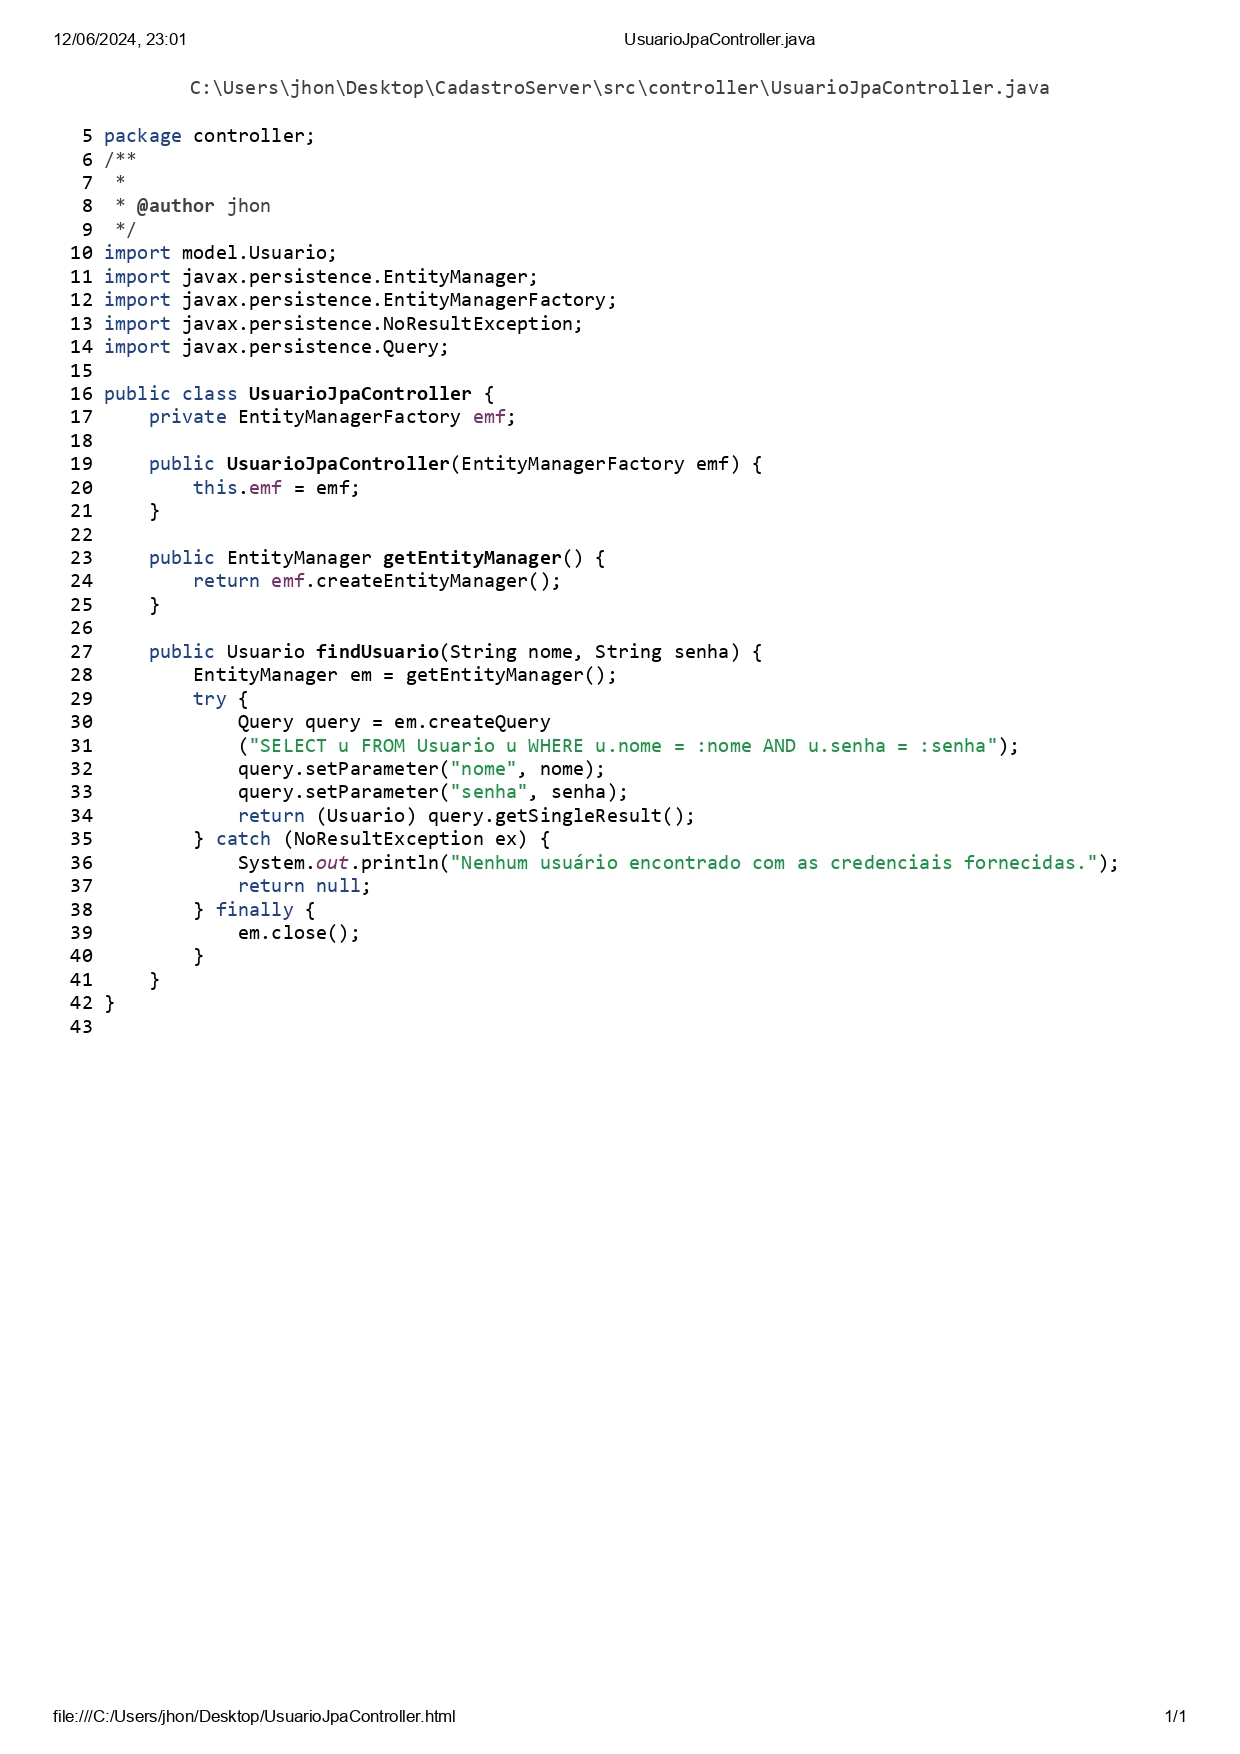 12/06/2024, 23:01 UsuarioJpaController.java
C:\Users\jhon\Desktop\CadastroServer\src\controller\UsuarioJpaController.java
5 package controller;
6 /**
7  *
8  * @author jhon
9  */
10 import model.Usuario;
11 import javax.persistence.EntityManager;
12 import javax.persistence.EntityManagerFactory;
13 import javax.persistence.NoResultException;
14 import javax.persistence.Query;
15
16 public class UsuarioJpaController {
17     private EntityManagerFactory emf;
18
19     public UsuarioJpaController(EntityManagerFactory emf) {
20         this.emf = emf;
21     }
22
23     public EntityManager getEntityManager() {
24         return emf.createEntityManager();
25     }
26
27     public Usuario findUsuario(String nome, String senha) {
28         EntityManager em = getEntityManager();
29         try {
30             Query query = em.createQuery
31             ("SELECT u FROM Usuario u WHERE u.nome = :nome AND u.senha = :senha");
32             query.setParameter("nome", nome);
33             query.setParameter("senha", senha);
34             return (Usuario) query.getSingleResult();
35         } catch (NoResultException ex) {
36             System.out.println("Nenhum usuário encontrado com as credenciais fornecidas.");
37             return null;
38         } finally {
39             em.close();
40         }
41     }
42 }
43
file:///C:/Users/jhon/Desktop/UsuarioJpaController.html 1/1